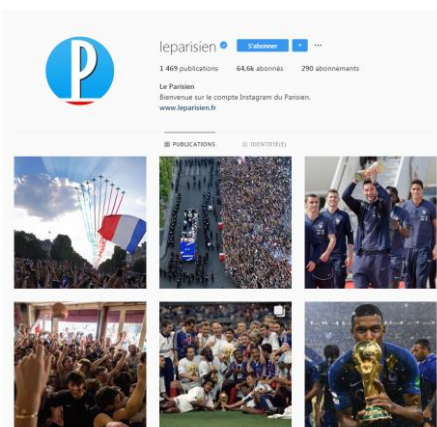 P
leparisien S'abonner
1 469 publications 64,6k abonnés 290 abonnements
Le Parisien
Bienvenue sur le compte Instagram du Parisien.
www.leparisien.fr
PUBLICATIONS IDENTIFIÉ(E)